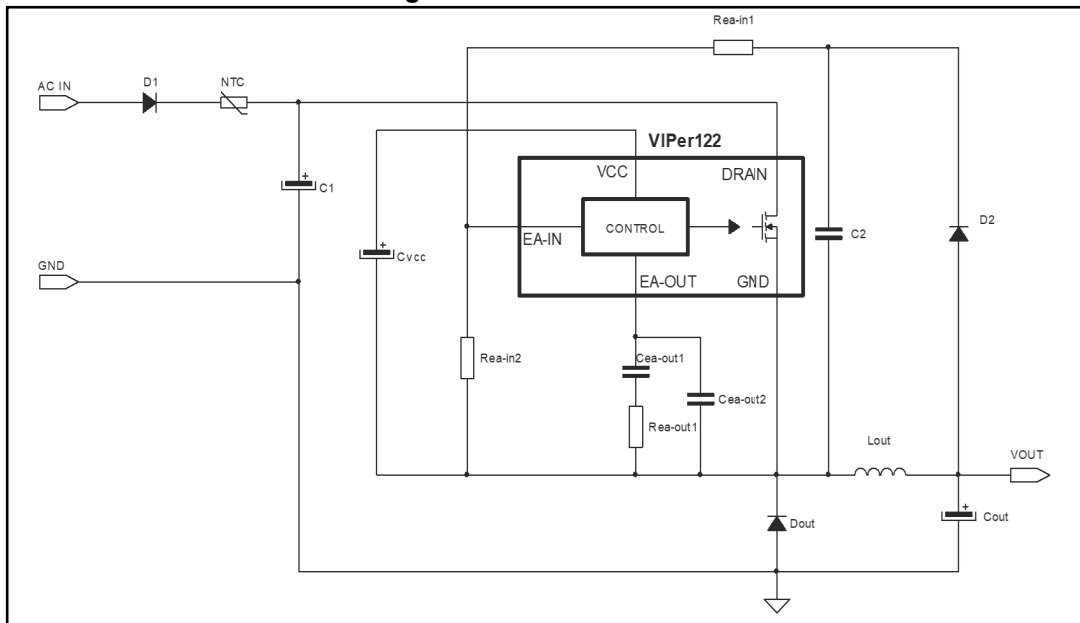 Rea-in1
AC IN
D1
NTC
VIPer122
VCC
DRAIN
C1
D2
CONTROL
C2
EA-IN
Cvcc
GND
EA-OUT
GND
Rea-in2
Cea-out1
Cea-out2
Rea-out1
Lout
VOUT
Dout
Cout